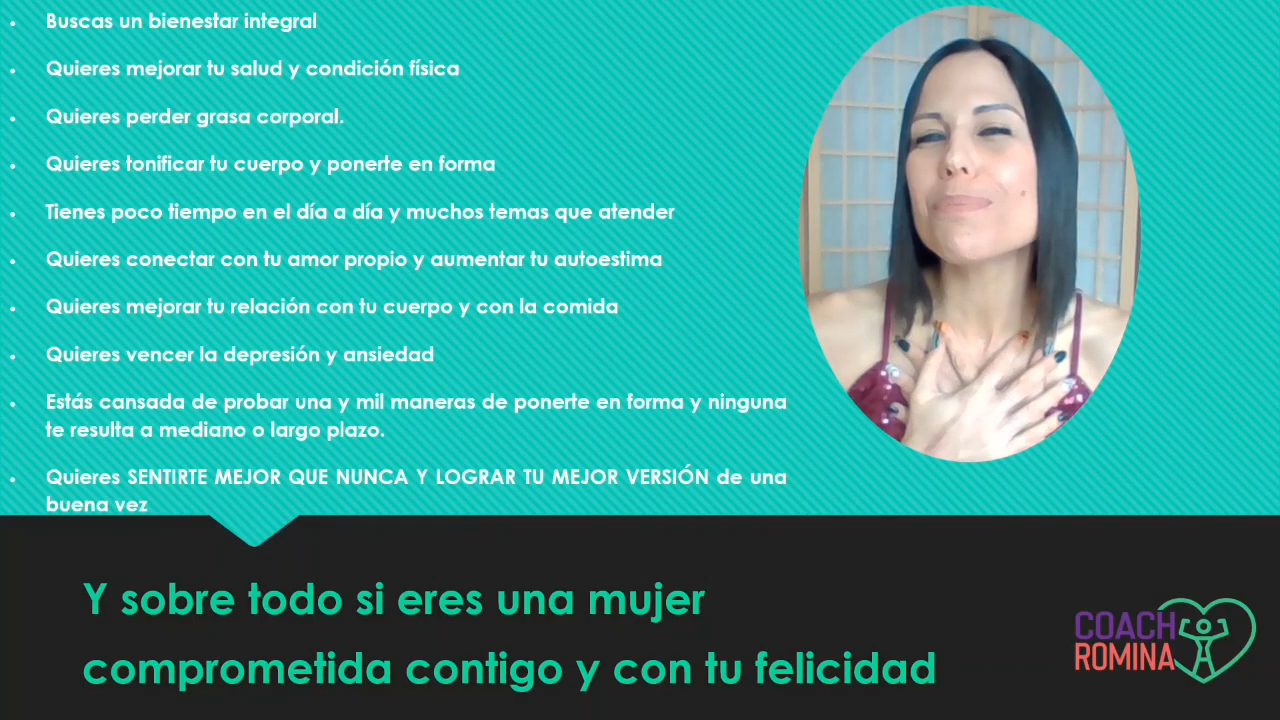 Buscas un bienestar integral
Quieres mejorar tu salud y condición física
Quieres perder grasa corporal.
Quieres tonificar tu cuerpo y ponerte en forma
Tienes poco tiempo en el día a día y muchos temas que atender
Quieres conectar con tu amor propio y aumentar tu autoestima
Quieres mejorar tu relación con tu cuerpo y con la comida
Quieres vencer la depresión y ansiedad
Estás cansada de probar una y mil maneras de ponerte en forma y ninguna
te resulta a mediano o largo plazo.
Quieres SENTIRTE MEJOR QUE NUNCA Y LOGRAR TU MEJOR VERSIÓN de una
buena vez
Y sobre todo si eres una mujer
comprometida contigo y con tu felicidad
COACH
ROMINA